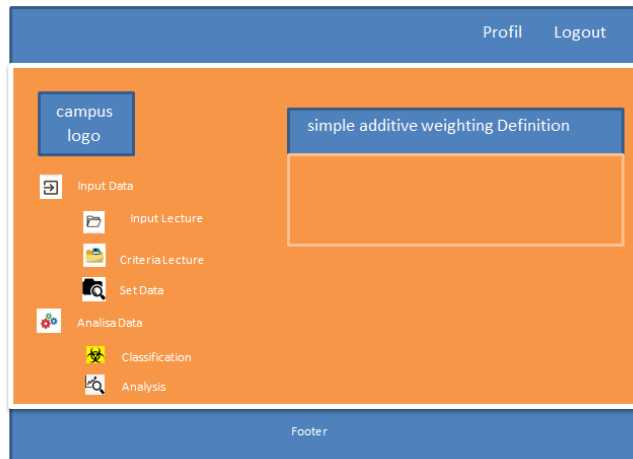 Profil Logout
campus
logo
simple additive weighting Definition
Input Data
Input Lecture
Criteria Lecture
Set Data
Analisa Data
Classification
Analysis
Footer